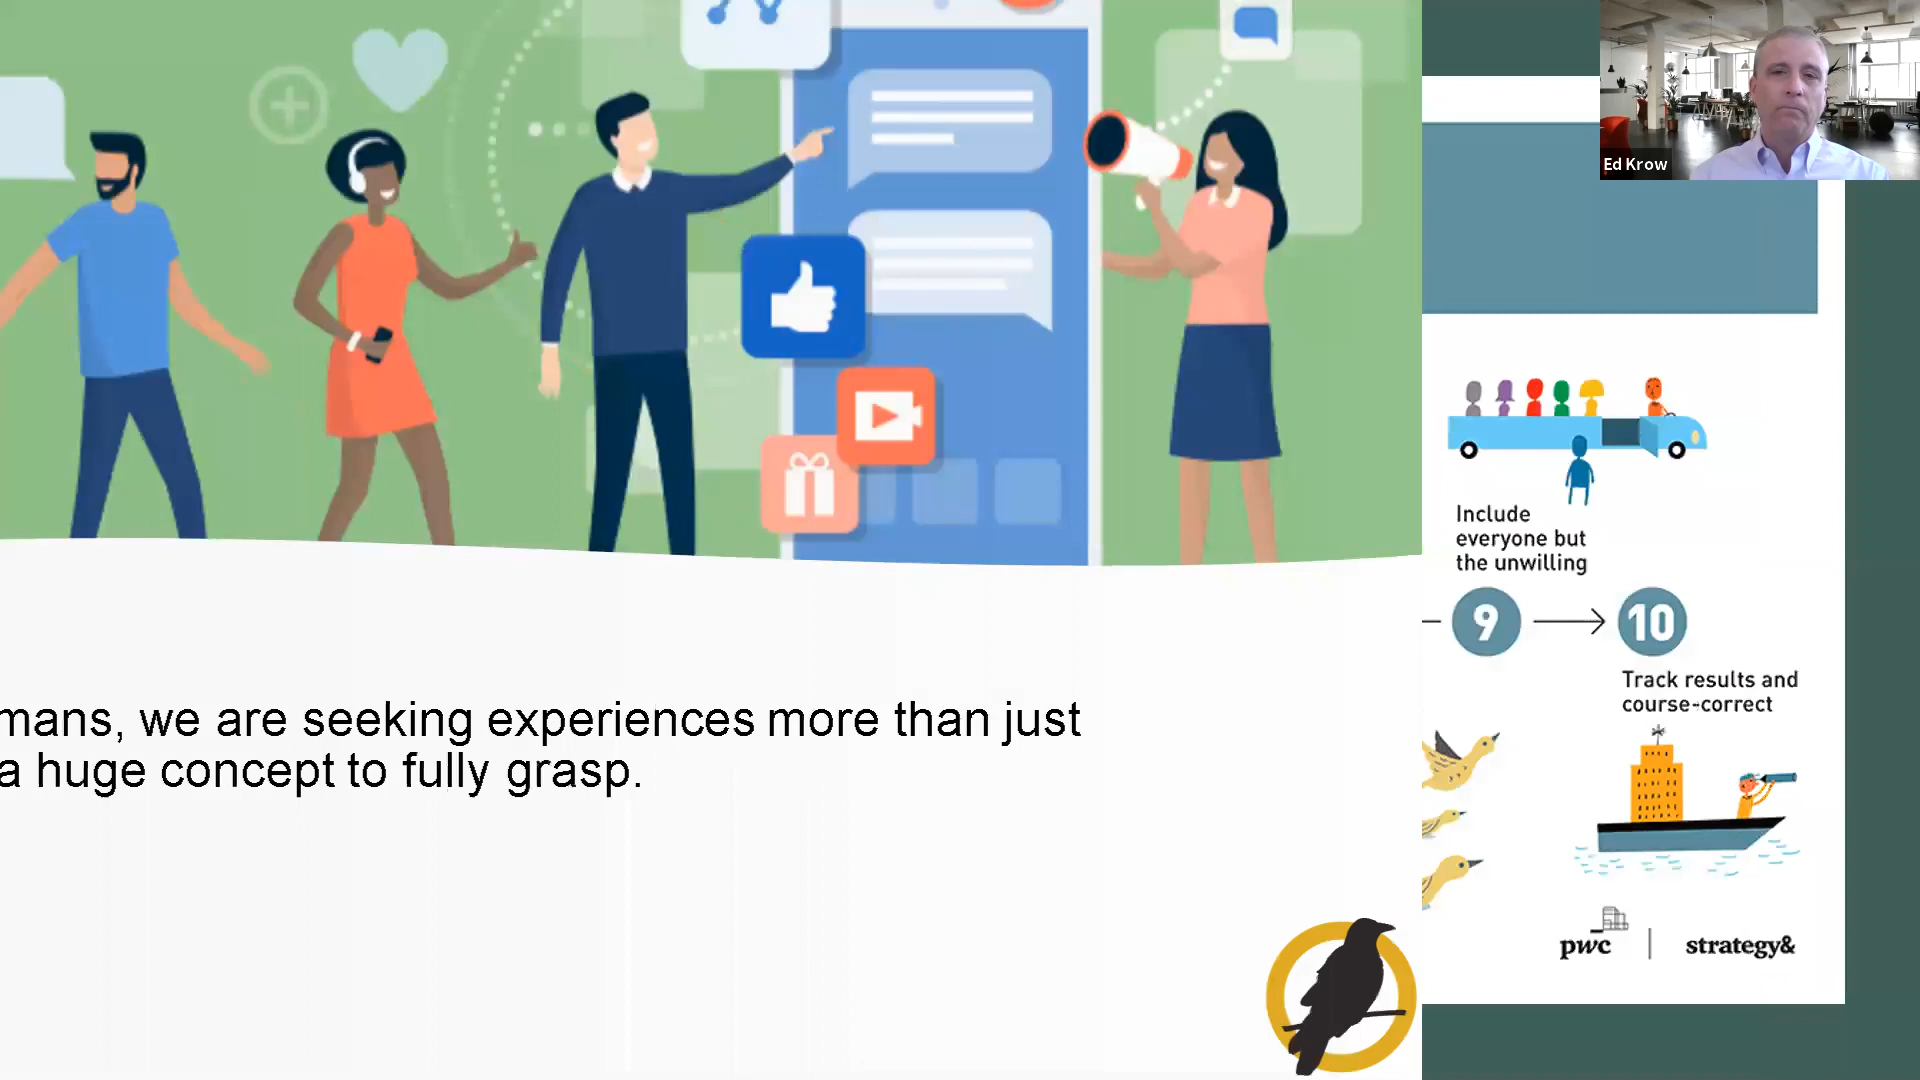 Ed Krow
mans, we are seeking experiences more than just
a huge concept to fully grasp.
Include
everyone but
the unwilling
9
10
Track results and
course-correct
pwc
strategy&